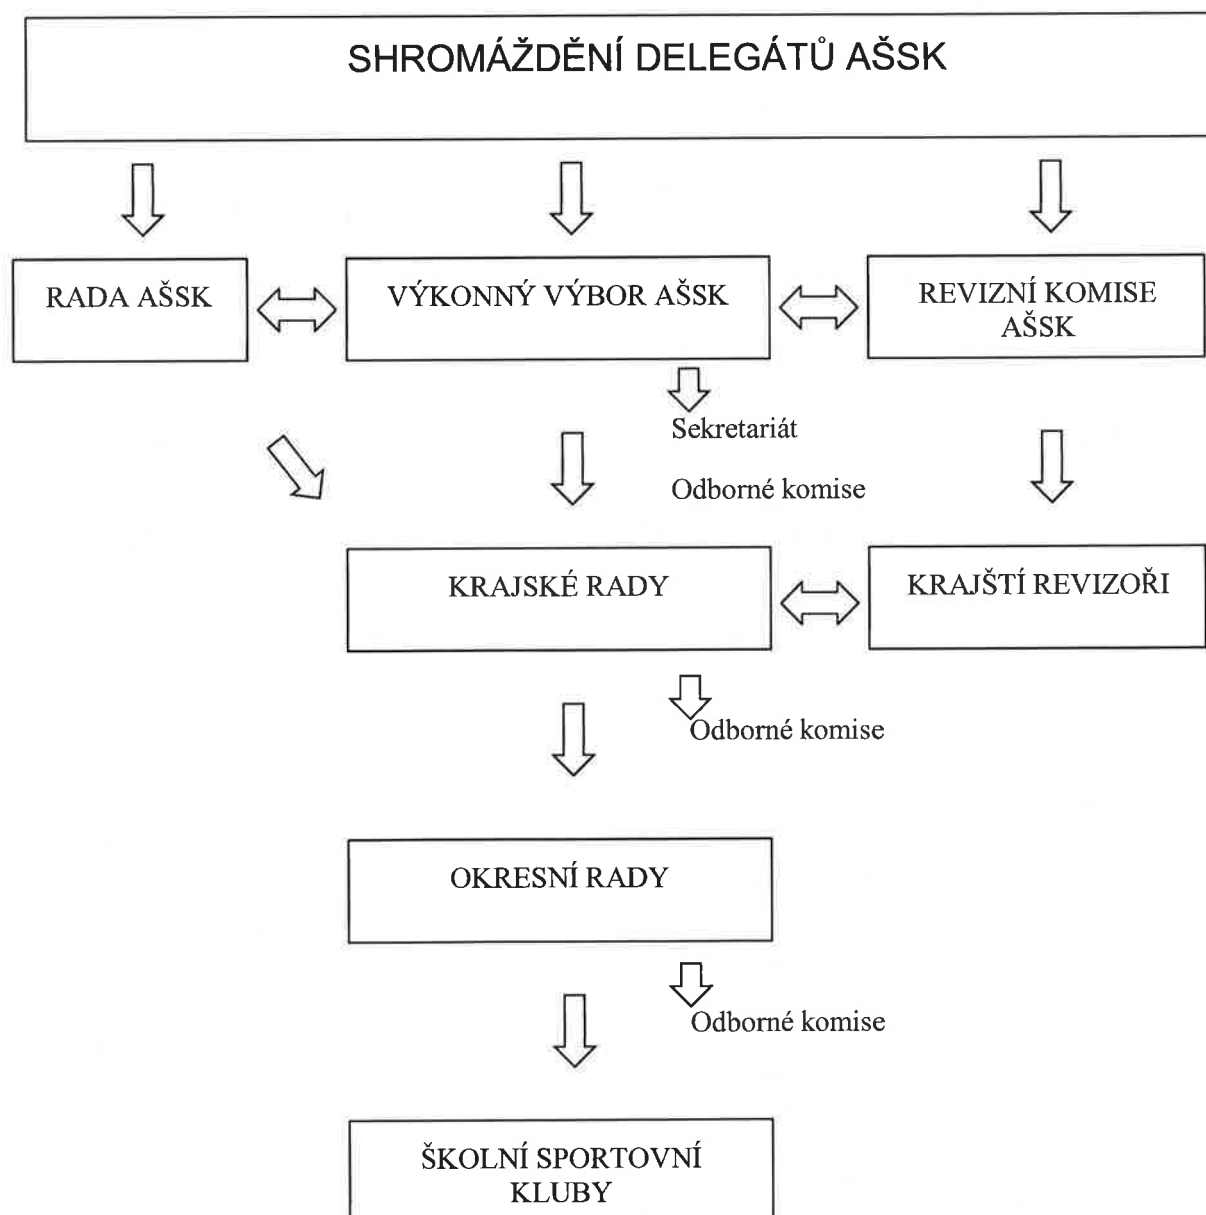 SHROMÁŽDĚNÍ DELEGÁTŮ AŠSK
RADA AŠSK
VÝKONNÝ VÝBOR AŠSK
REVIZNÍ KOMISE
AŠSK
Sekretariát
Odborné komise
KRAJSKÉ RADY
KRAJŠTÍ REVIZOŘI
Odborné komise
OKRESNÍ RADY
Odborné komise
ŠKOLNÍ SPORTOVNÍ
KLUBY